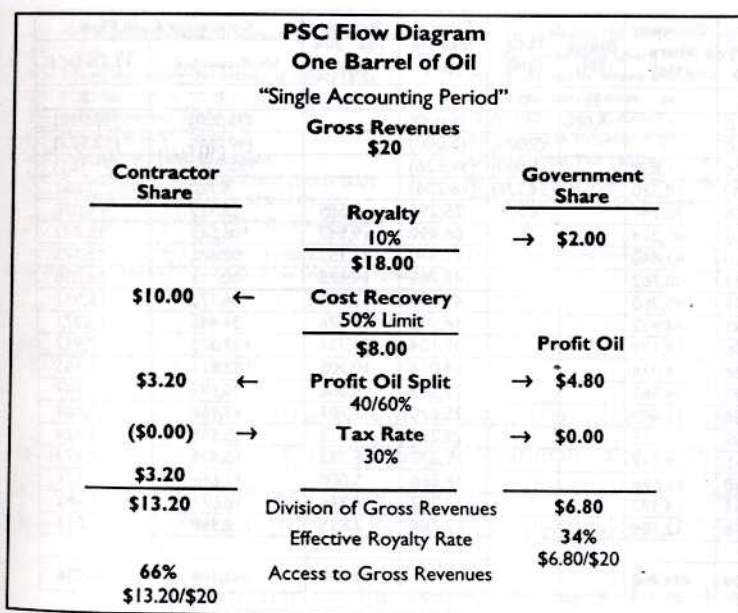 PSC Flow Diagram
One Barrel of Oil
“Single Accounting Period”
Gross Revenues
$20
Contractor
Share
Government
Share
Royalty
10% → $2.00
$18.00
$10.00 ← Cost Recovery
50% Limit
$8.00 Profit Oil
$3.20 ← Profit Oil Split → $4.80
40/60%
($0.00) → Tax Rate → $0.00
30%
$3.20
$13.20 Division of Gross Revenues $6.80
Effective Royalty Rate 34%
$6.80/$20
66% Access to Gross Revenues
$13.20/$20